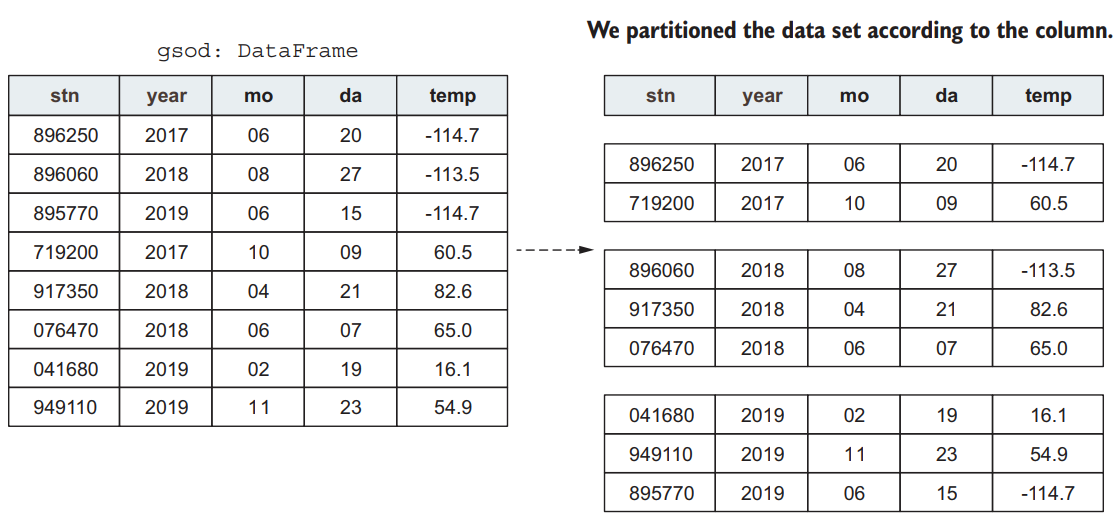 gsod: DataFrame
stn year mo da temp
896250 2017 06 20 -114.7
896060 2018 08 27 -113.5
895770 2019 06 15 -114.7
719200 2017 10 09 60.5
917350 2018 04 21 82.6
076470 2018 06 07 65.0
041680 2019 02 19 16.1
949110 2019 11 23 54.9
We partitioned the data set according to the column.
stn year mo da temp
896250 2017 06 20 -114.7
719200 2017 10 09 60.5
896060 2018 08 27 -113.5
917350 2018 04 21 82.6
076470 2018 06 07 65.0
041680 2019 02 19 16.1
949110 2019 11 23 54.9
895770 2019 06 15 -114.7